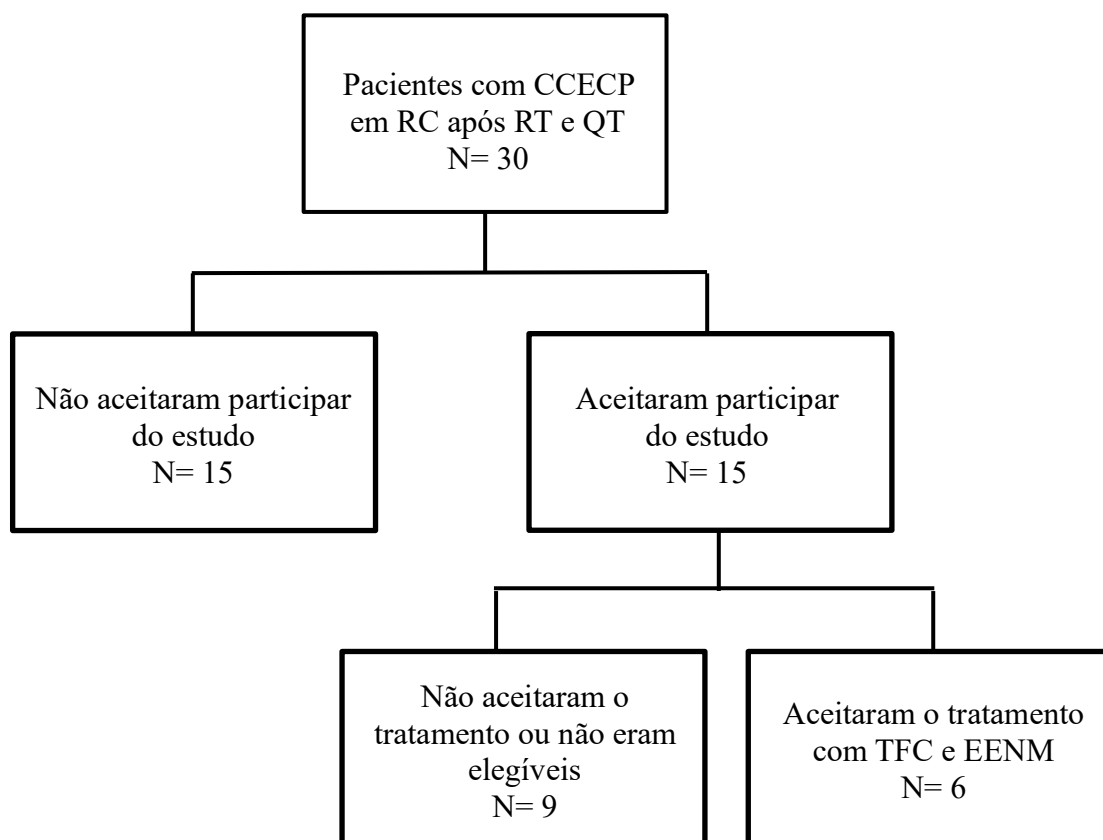 Pacientes com CCECP
em RC após RT e QT
N= 30
Não aceitaram participar
do estudo
N= 15
Aceitaram participar
do estudo
N= 15
Não aceitaram o
tratamento ou não eram
elegíveis
N= 9
Aceitaram o tratamento
com TFC e EENM
N= 6